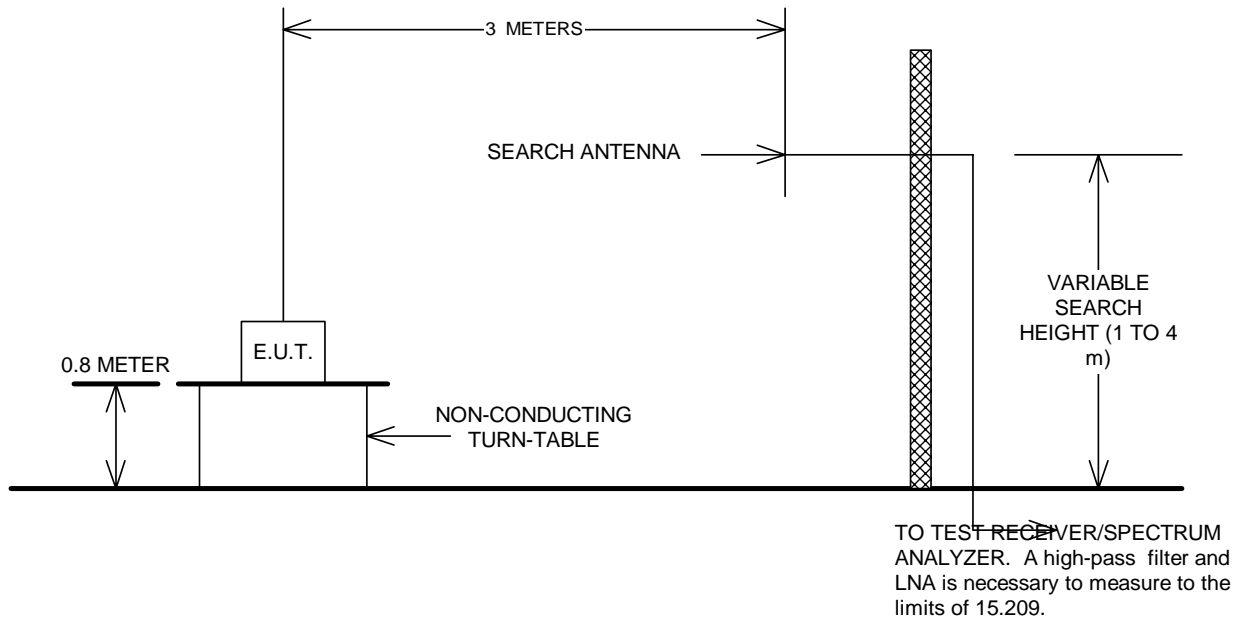 3 METERS
SEARCH ANTENNA
VARIABLE
SEARCH
HEIGHT (1 TO 4
m)
E.U.T.
0.8 METER
NON-CONDUCTING
TURN-TABLE
TO TEST RECEIVER/SPECTRUM
ANALYZER. A high-pass filter and
LNA is necessary to measure to the
limits of 15.209.